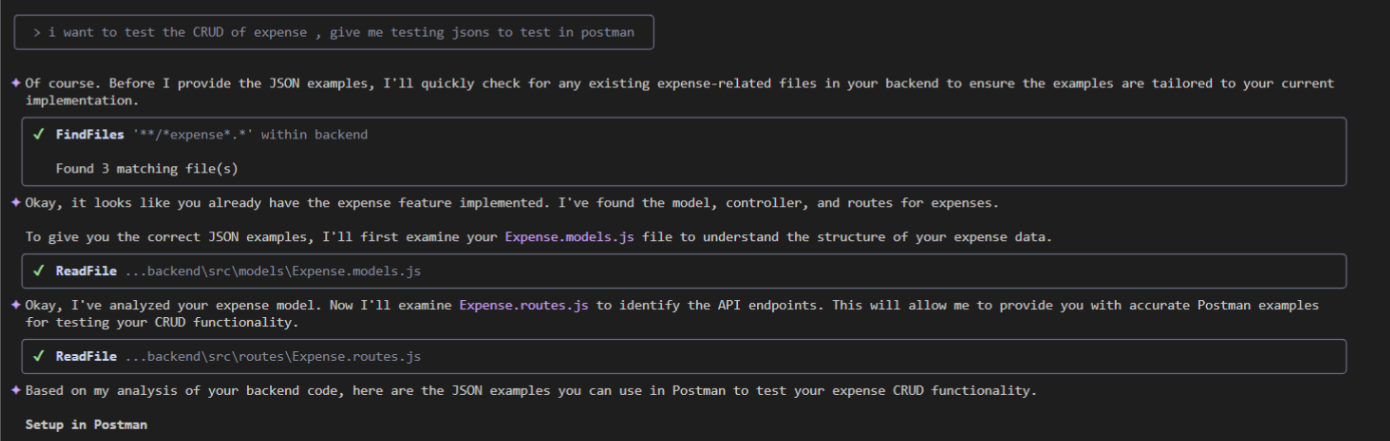 > i want to test the CRUD of expense , give me testing jsons to test in postman
✦ Of course. Before I provide the JSON examples, I'll quickly check for any existing expense-related files in your backend to ensure the examples are tailored to your current
implementation.
✓ FindFiles '**/*expense*.*' within backend
Found 3 matching file(s)
✦ Okay, it looks like you already have the expense feature implemented. I've found the model, controller, and routes for expenses.
To give you the correct JSON examples, I'll first examine your Expense.models.js file to understand the structure of your expense data.
✓ ReadFile ...backend\src\models\Expense.models.js
✦ Okay, I've analyzed your expense model. Now I'll examine Expense.routes.js to identify the API endpoints. This will allow me to provide you with accurate Postman examples
for testing your CRUD functionality.
✓ ReadFile ...backend\src\routes\Expense.routes.js
✦ Based on my analysis of your backend code, here are the JSON examples you can use in Postman to test your expense CRUD functionality.
Setup in Postman